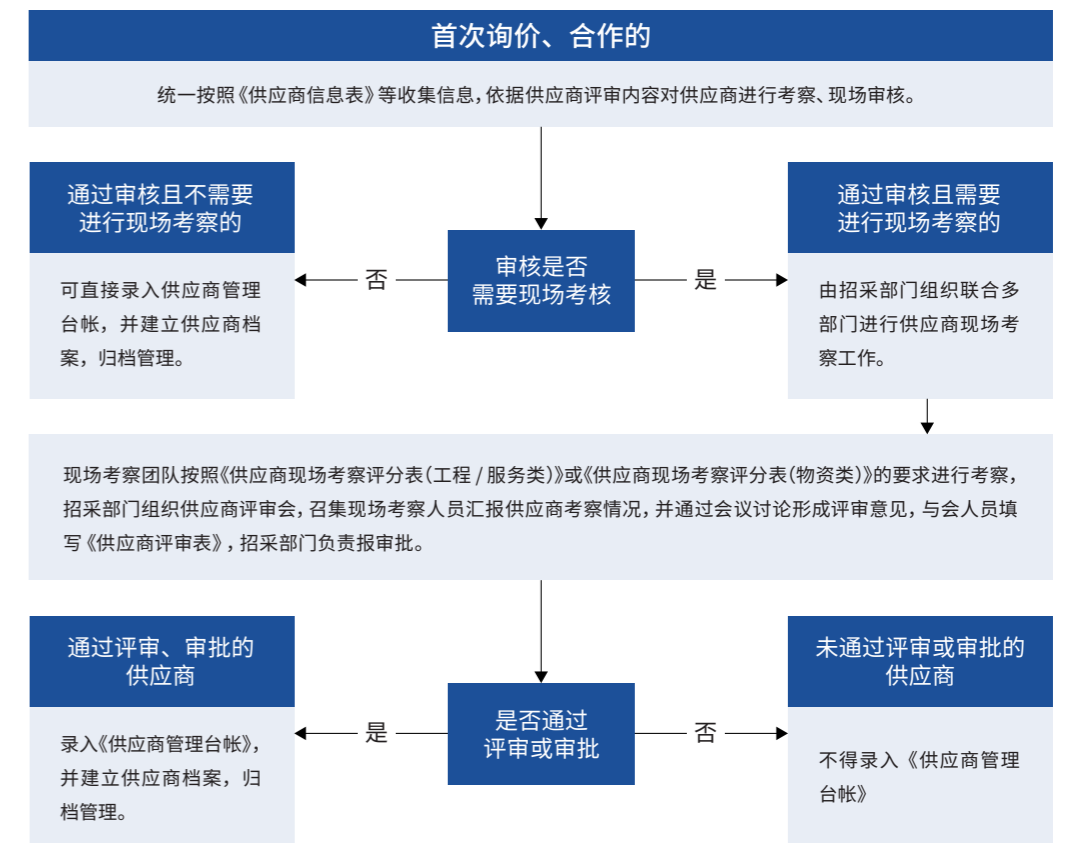 首次询价、合作的
统一按照《供应商信息表》等收集信息,依据供应商评审内容对供应商进行考察、现场审核。
通过审核且不需要
进行现场考察的
可直接录入供应商管理
台帐，并建立供应商档
案，归档管理。
否
审核是否
需要现场考核
是
通过审核且需要
进行现场考察的
由招采部门组织联合多
部门进行供应商现场考
察工作。
现场考察团队按照《供应商现场考察评分表(工程 / 服务类)》或《供应商现场考察评分表(物资类)》的要求进行考察,
招采部门组织供应商评审会,召集现场考察人员汇报供应商考察情况,并通过会议讨论形成评审意见,与会人员填
写《供应商评审表》,招采部门负责报审批。
通过评审、审批的
供应商
录入《供应商管理台帐》,
并建立供应商档案，归
档管理。
是
是否通过
评审或审批
否
未通过评审或审批的
供应商
不得录入《供应商管理
台帐》